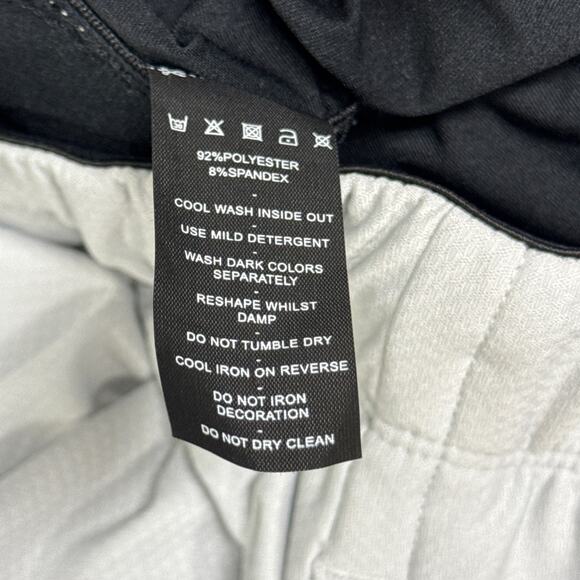 92%POLYESTER
8%SPANDEX
-
COOL WASH INSIDE OUT
-
USE MILD DETERGENT
-
WASH DARK COLORS
SEPARATELY
-
RESHAPE WHILST
DAMP
-
DO NOT TUMBLE DRY
-
COOL IRON ON REVERSE
-
DO NOT IRON
DECORATION
-
DO NOT DRY CLEAN